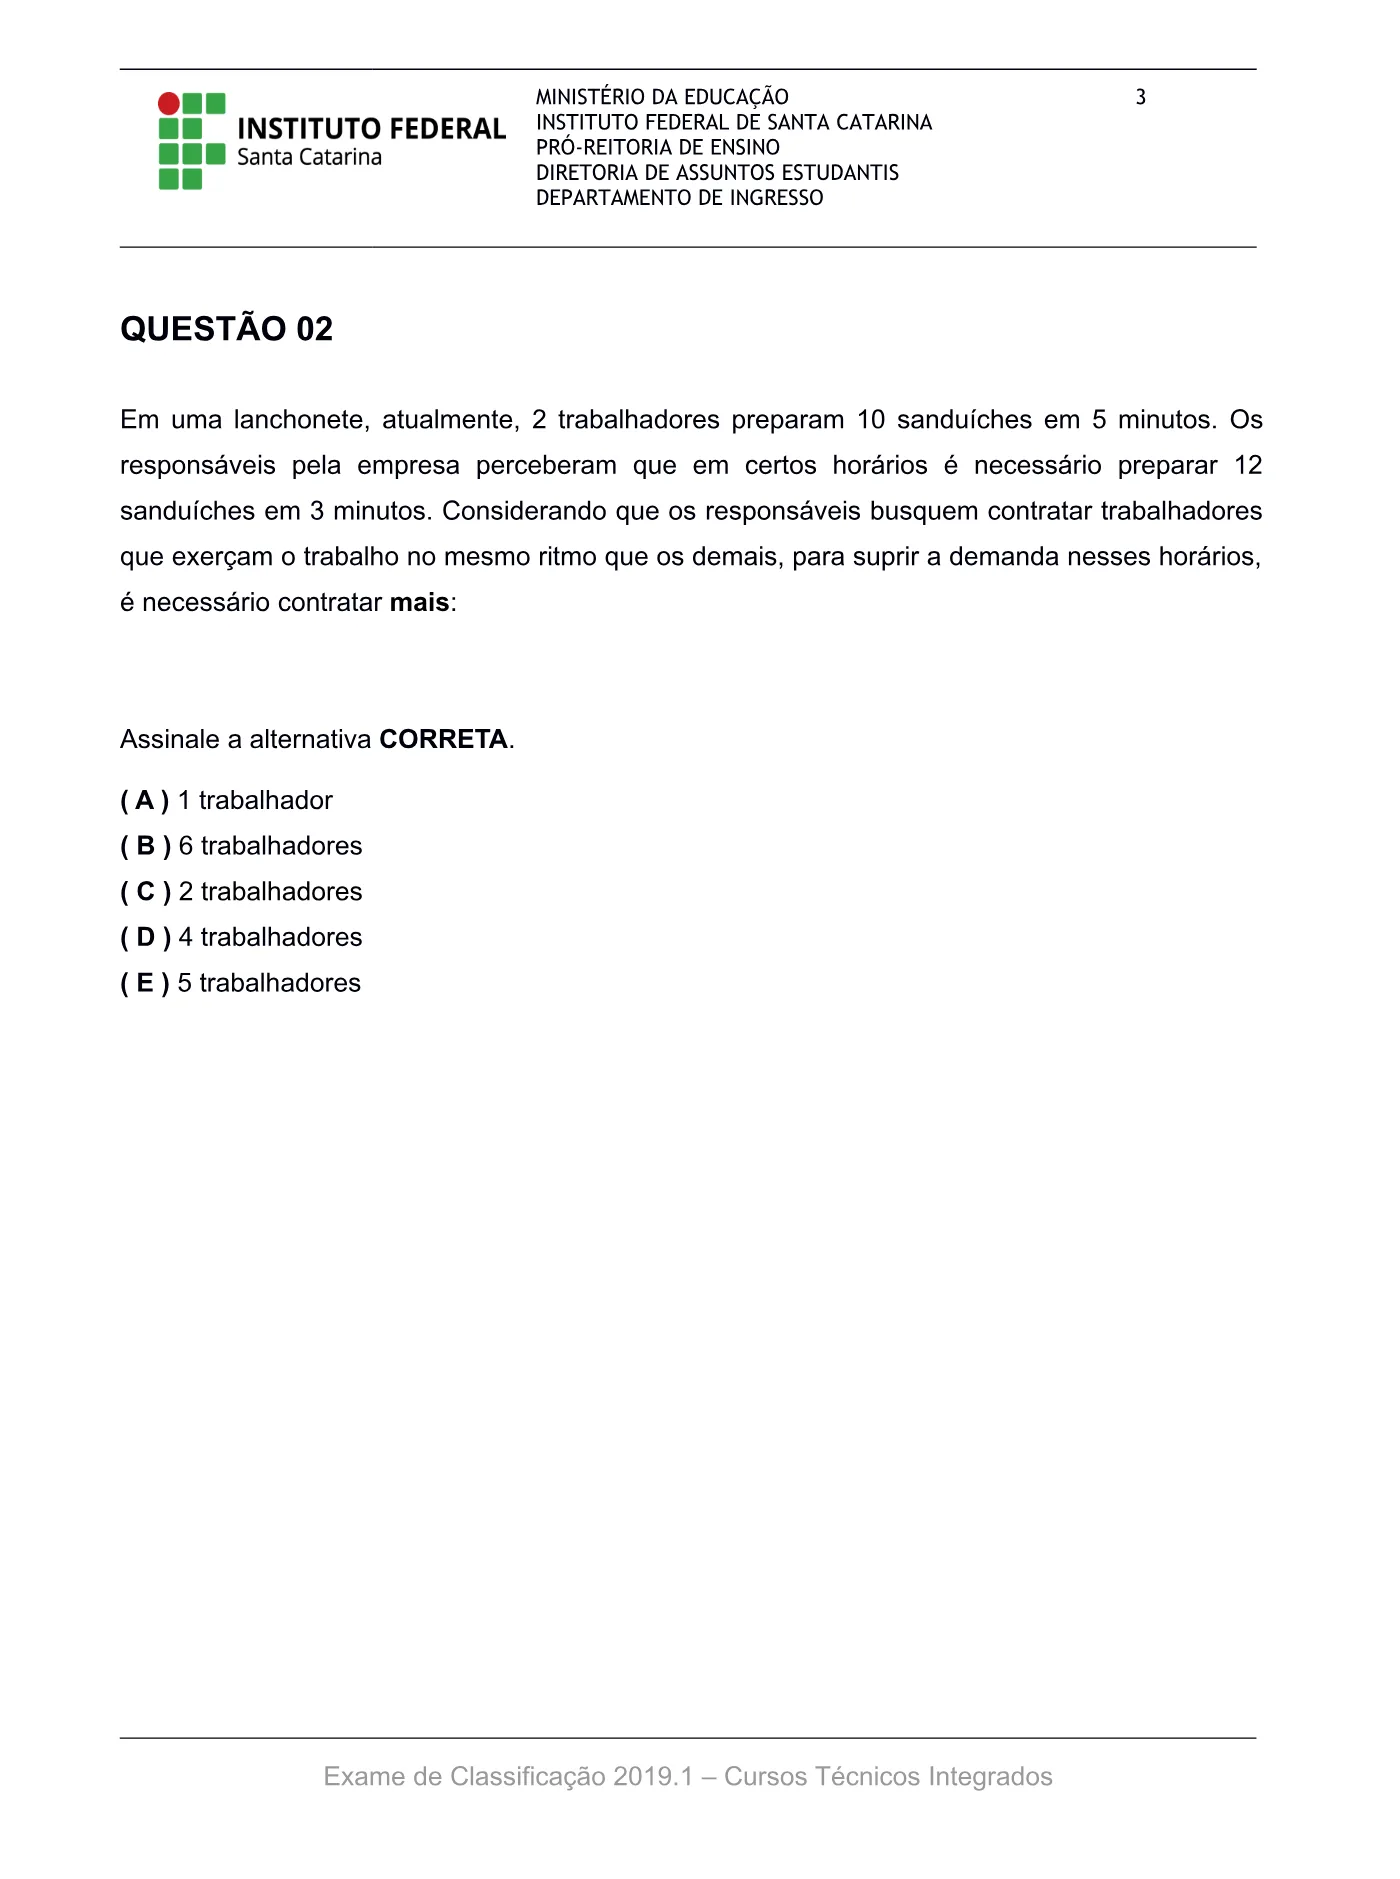 MINISTÉRIO DA EDUCAÇÃO
INSTITUTO FEDERAL DE SANTA CATARINA
PRÓ-REITORIA DE ENSINO
DIRETORIA DE ASSUNTOS ESTUDANTIS
DEPARTAMENTO DE INGRESSO
3
INSTITUTO FEDERAL
Santa Catarina
QUESTÃO 02
Em uma lanchonete, atualmente, 2 trabalhadores preparam 10 sanduíches em 5 minutos. Os
responsáveis pela empresa perceberam que em certos horários é necessário preparar 12
sanduíches em 3 minutos. Considerando que os responsáveis busquem contratar trabalhadores
que exerçam o trabalho no mesmo ritmo que os demais, para suprir a demanda nesses horários,
é necessário contratar mais:
Assinale a alternativa CORRETA.
( A ) 1 trabalhador
( B ) 6 trabalhadores
( C ) 2 trabalhadores
( D ) 4 trabalhadores
( E ) 5 trabalhadores
Exame de Classificação 2019.1 – Cursos Técnicos Integrados